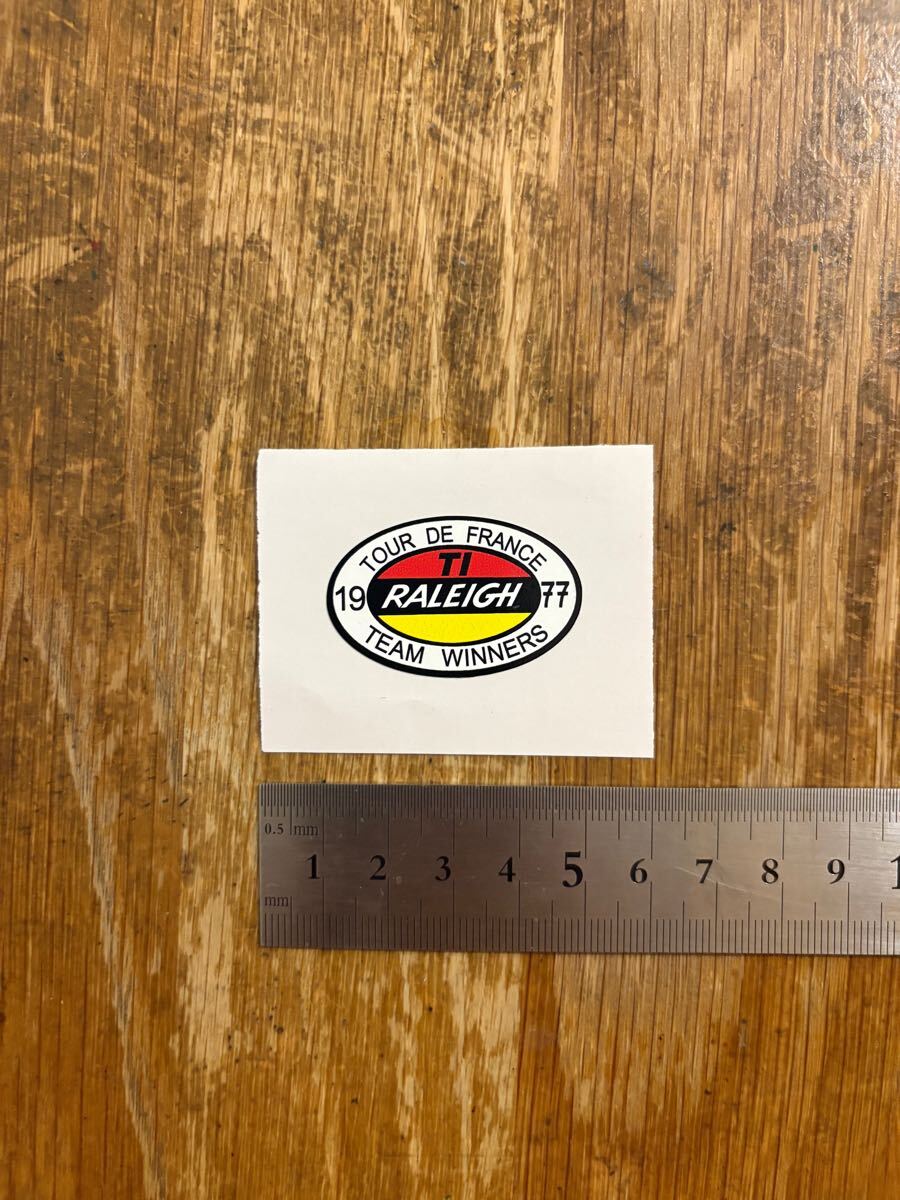 TOUR DE FRANCE
TI
19 RALEIGH 77
TEAM WINNERS
0.5 mm
1 2 3 4 5 6 7 8 9 1
mm